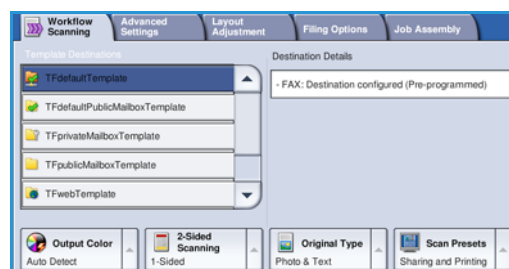 Workflow
Scanning
Advanced
Settings
Layout
Adjustment
Filing Options
Job Assembly
Template Destinations
Destination Details
TFdefaultTemplate
- FAX: Destination configured (Pre-programmed)
TFdefaultPublicMailboxTemplate
TFprivateMailboxTemplate
TFpublicMailboxTemplate
TFwebTemplate
Output Color
Auto Detect
2-Sided
Scanning
1-Sided
Original Type
Photo & Text
Scan Presets
Sharing and Printing